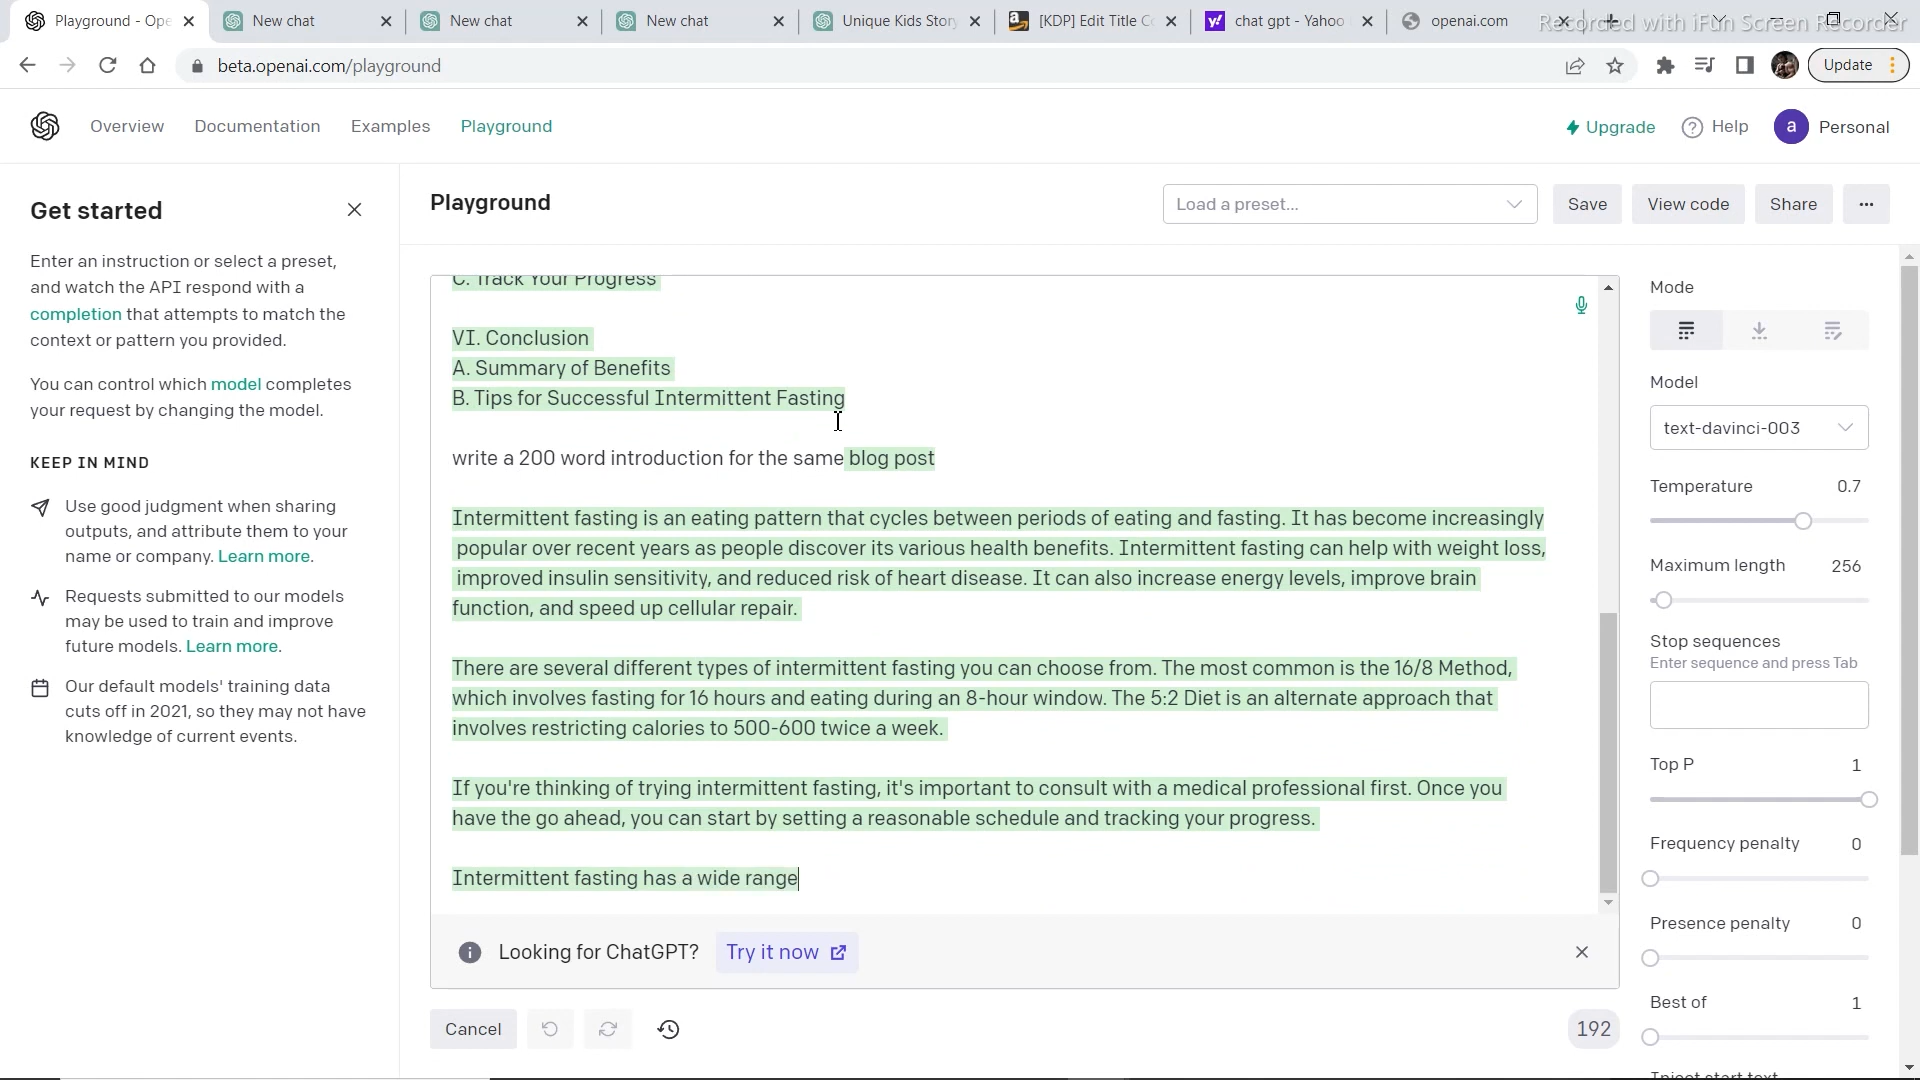 Playground - Ope
New chat
New chat
New chat
Unique Kids Story
[KDP] Edit Title C
chat gpt - Yahoo
openai.com
Recorded with iFun Screen Recorder
beta.openai.com/playground
Update
Overview
Documentation
Examples
Playground
Upgrade
Help
a
Personal
Get started
Enter an instruction or select a preset,
and watch the API respond with a
completion that attempts to match the
context or pattern you provided.
You can control which model completes
your request by changing the model.
KEEP IN MIND
Use good judgment when sharing
outputs, and attribute them to your
name or company. Learn more.
Requests submitted to our models
may be used to train and improve
future models. Learn more.
Our default models' training data
cuts off in 2021, so they may not have
knowledge of current events.
Playground
Load a preset...
Save
View code
Share
...
C. Track Your Progress
VI. Conclusion
A. Summary of Benefits
B. Tips for Successful Intermittent Fasting
write a 200 word introduction for the same blog post
Intermittent fasting is an eating pattern that cycles between periods of eating and fasting. It has become increasingly
popular over recent years as people discover its various health benefits. Intermittent fasting can help with weight loss,
improved insulin sensitivity, and reduced risk of heart disease. It can also increase energy levels, improve brain
function, and speed up cellular repair.
There are several different types of intermittent fasting you can choose from. The most common is the 16/8 Method,
which involves fasting for 16 hours and eating during an 8-hour window. The 5:2 Diet is an alternate approach that
involves restricting calories to 500-600 twice a week.
If you're thinking of trying intermittent fasting, it's important to consult with a medical professional first. Once you
have the go ahead, you can start by setting a reasonable schedule and tracking your progress.
Intermittent fasting has a wide range
Looking for ChatGPT?
Try it now
Cancel
192
Mode
Model
text-davinci-003
Temperature 0.7
Maximum length 256
Stop sequences
Enter sequence and press Tab
Top P 1
Frequency penalty 0
Presence penalty 0
Best of 1
Inject start text